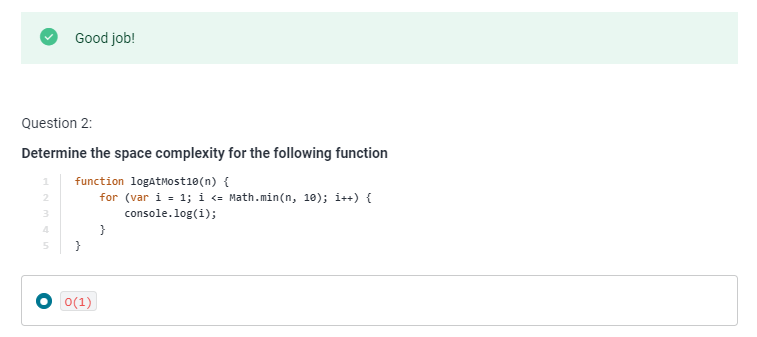 Good job!
Question 2:
Determine the space complexity for the following function
1 function logAtMost10(n) {
2 for (var i = 1; i <= Math.min(n, 10); i++) {
3 console.log(i);
4 }
5 }
O(1)